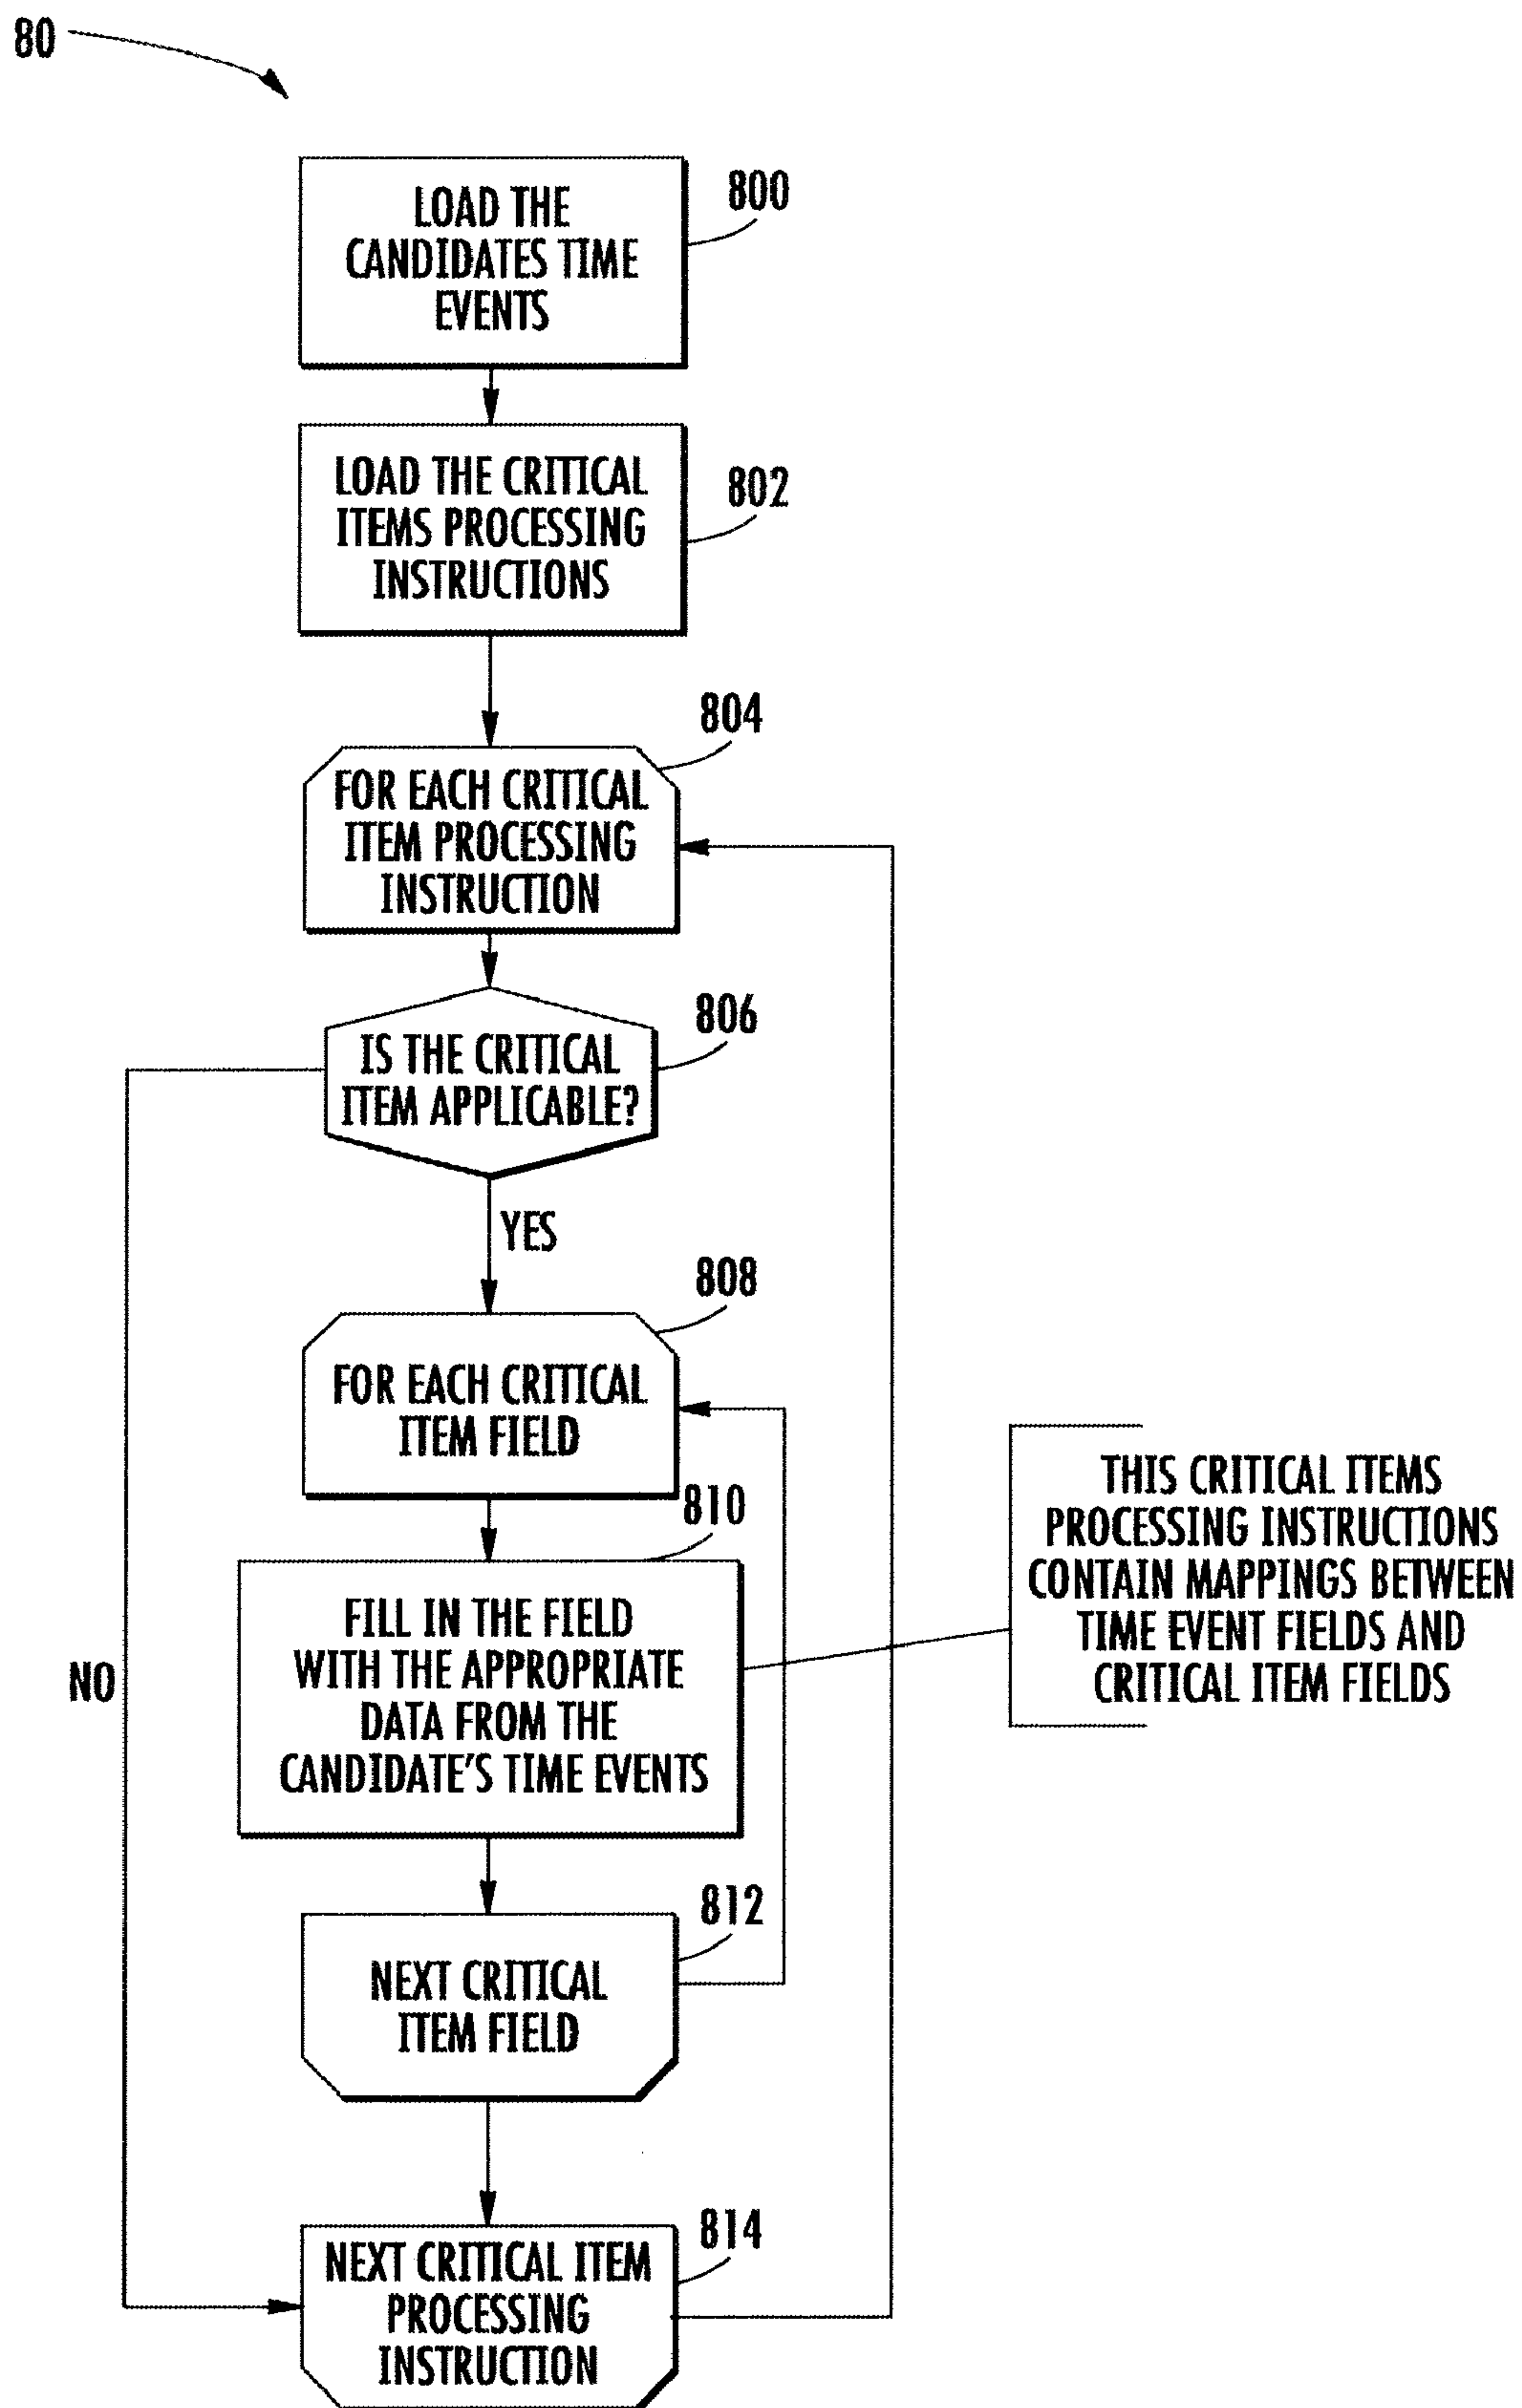 80
LOAD THE
CANDIDATES TIME
EVENTS
800
LOAD THE CRITICAL
ITEMS PROCESSING
INSTRUCTIONS
802
804
FOR EACH CRITICAL
ITEM PROCESSING
INSTRUCTION
806
IS THE CRITICAL
ITEM APPLICABLE?
YES
808
FOR EACH CRITICAL
ITEM FIELD
810
FILL IN THE FIELD
WITH THE APPROPRIATE
DATA FROM THE
CANDIDATE'S TIME EVENTS
THIS CRITICAL ITEMS
PROCESSING INSTRUCTIONS
CONTAIN MAPPINGS BETWEEN
TIME EVENT FIELDS AND
CRITICAL ITEM FIELDS
NO
812
NEXT CRITICAL
ITEM FIELD
814
NEXT CRITICAL ITEM
PROCESSING
INSTRUCTION